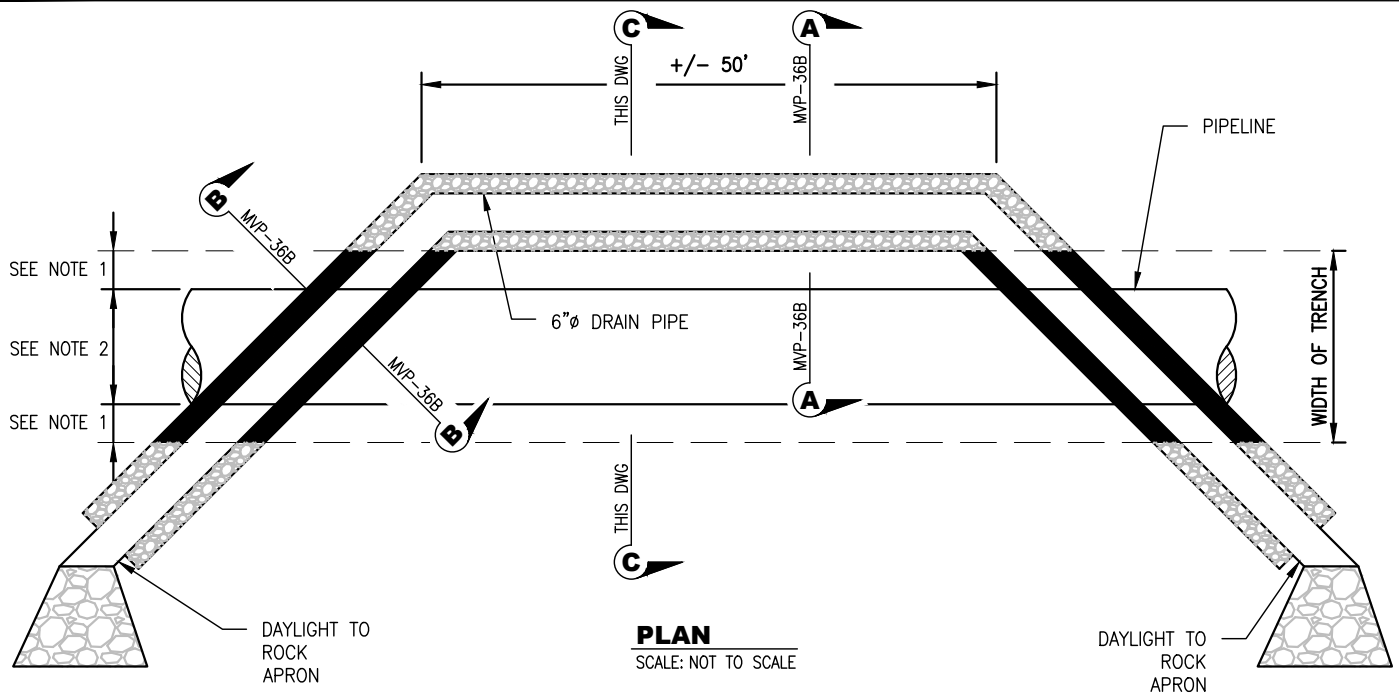 C
A
+/- 50'
THIS DWG
MVP-36B
PIPELINE
B
MVP-36B
SEE NOTE 1
6"ø DRAIN PIPE
SEE NOTE 2
MVP-36B
MVP-36B
WIDTH OF TRENCH
SEE NOTE 1
A
B
THIS DWG
C
DAYLIGHT TO
ROCK
APRON
PLAN
SCALE: NOT TO SCALE
DAYLIGHT TO
ROCK
APRON